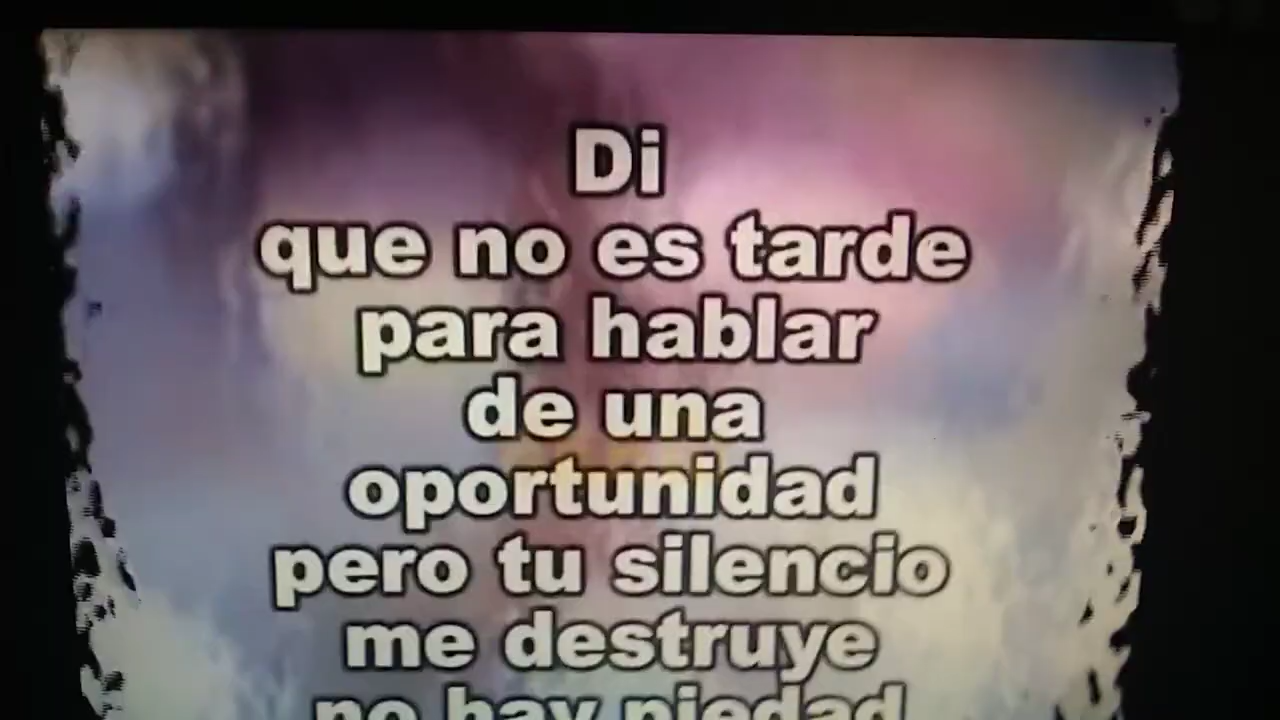 Di
que no es tarde
para hablar
de una
oportunidad
pero tu silencio
me destruye
no hay piedad